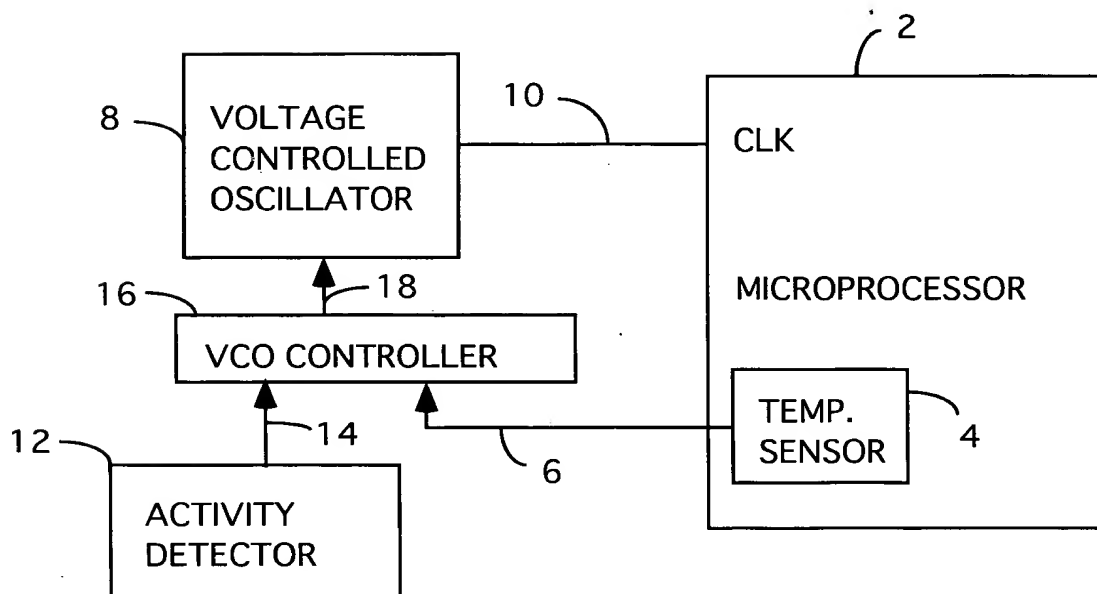 2
8
VOLTAGE
CONTROLLED
OSCILLATOR
10
CLK
18
16
MICROPROCESSOR
VCO CONTROLLER
TEMP.
SENSOR
4
14
6
12
ACTIVITY
DETECTOR